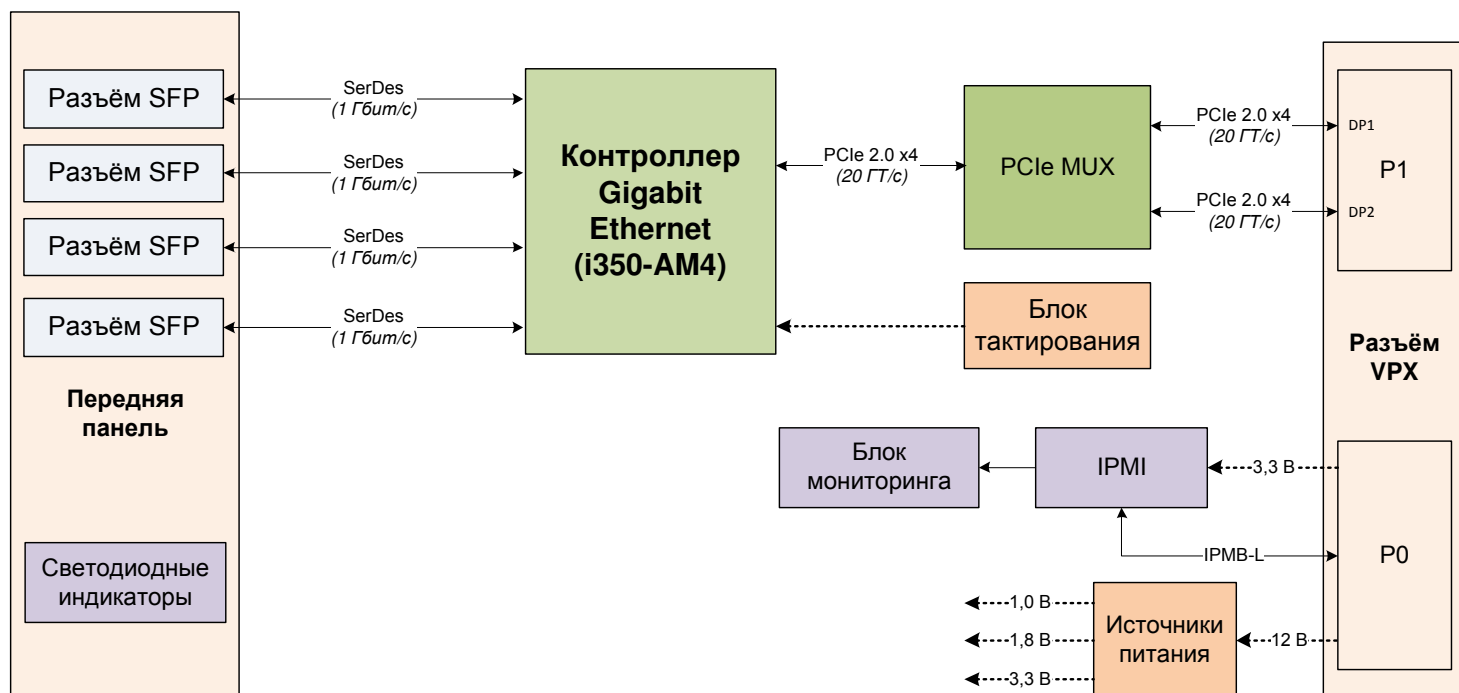 Разъём SFP
Разъём SFP
Разъём SFP
Разъём SFP
Передняя
панель
Светодиодные
индикаторы
SerDes
(1 Гбит/с)
SerDes
(1 Гбит/с)
SerDes
(1 Гбит/с)
SerDes
(1 Гбит/с)
Контроллер
Gigabit
Ethernet
(i350-AM4)
PCIe 2.0 x4
(20 ГТ/с)
PCIe MUX
PCIe 2.0 x4
(20 ГТ/с)
PCIe 2.0 x4
(20 ГТ/с)
DP1
P1
DP2
Блок
тактирования
Разъём
VPX
Блок
мониторинга
IPMI
3,3 В
IPMB-L
P0
1,0 В
1,8 В
3,3 В
Источники
питания
12 В